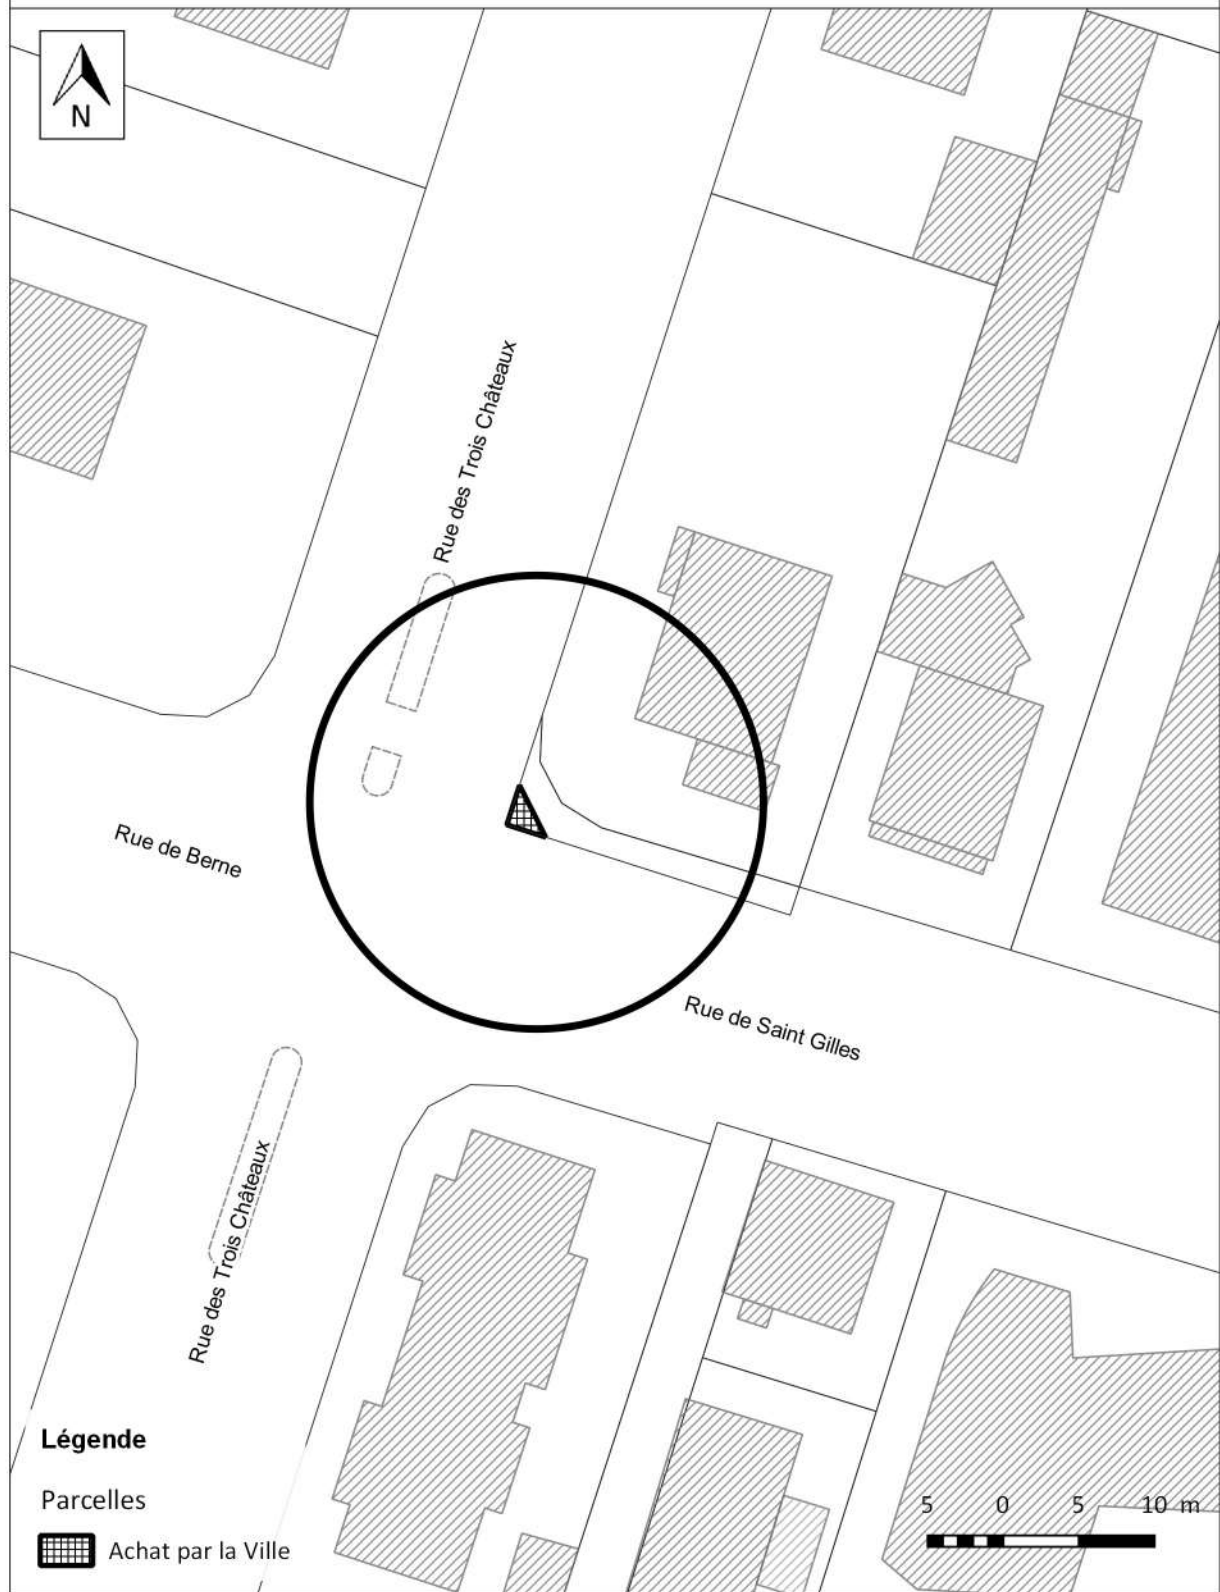 N
Rue des Trois Châteaux
Rue de Berne
Rue de Saint Gilles
Rue des Trois Châteaux
Légende
Parcelles
Achat par la Ville
5 0 5 10 m